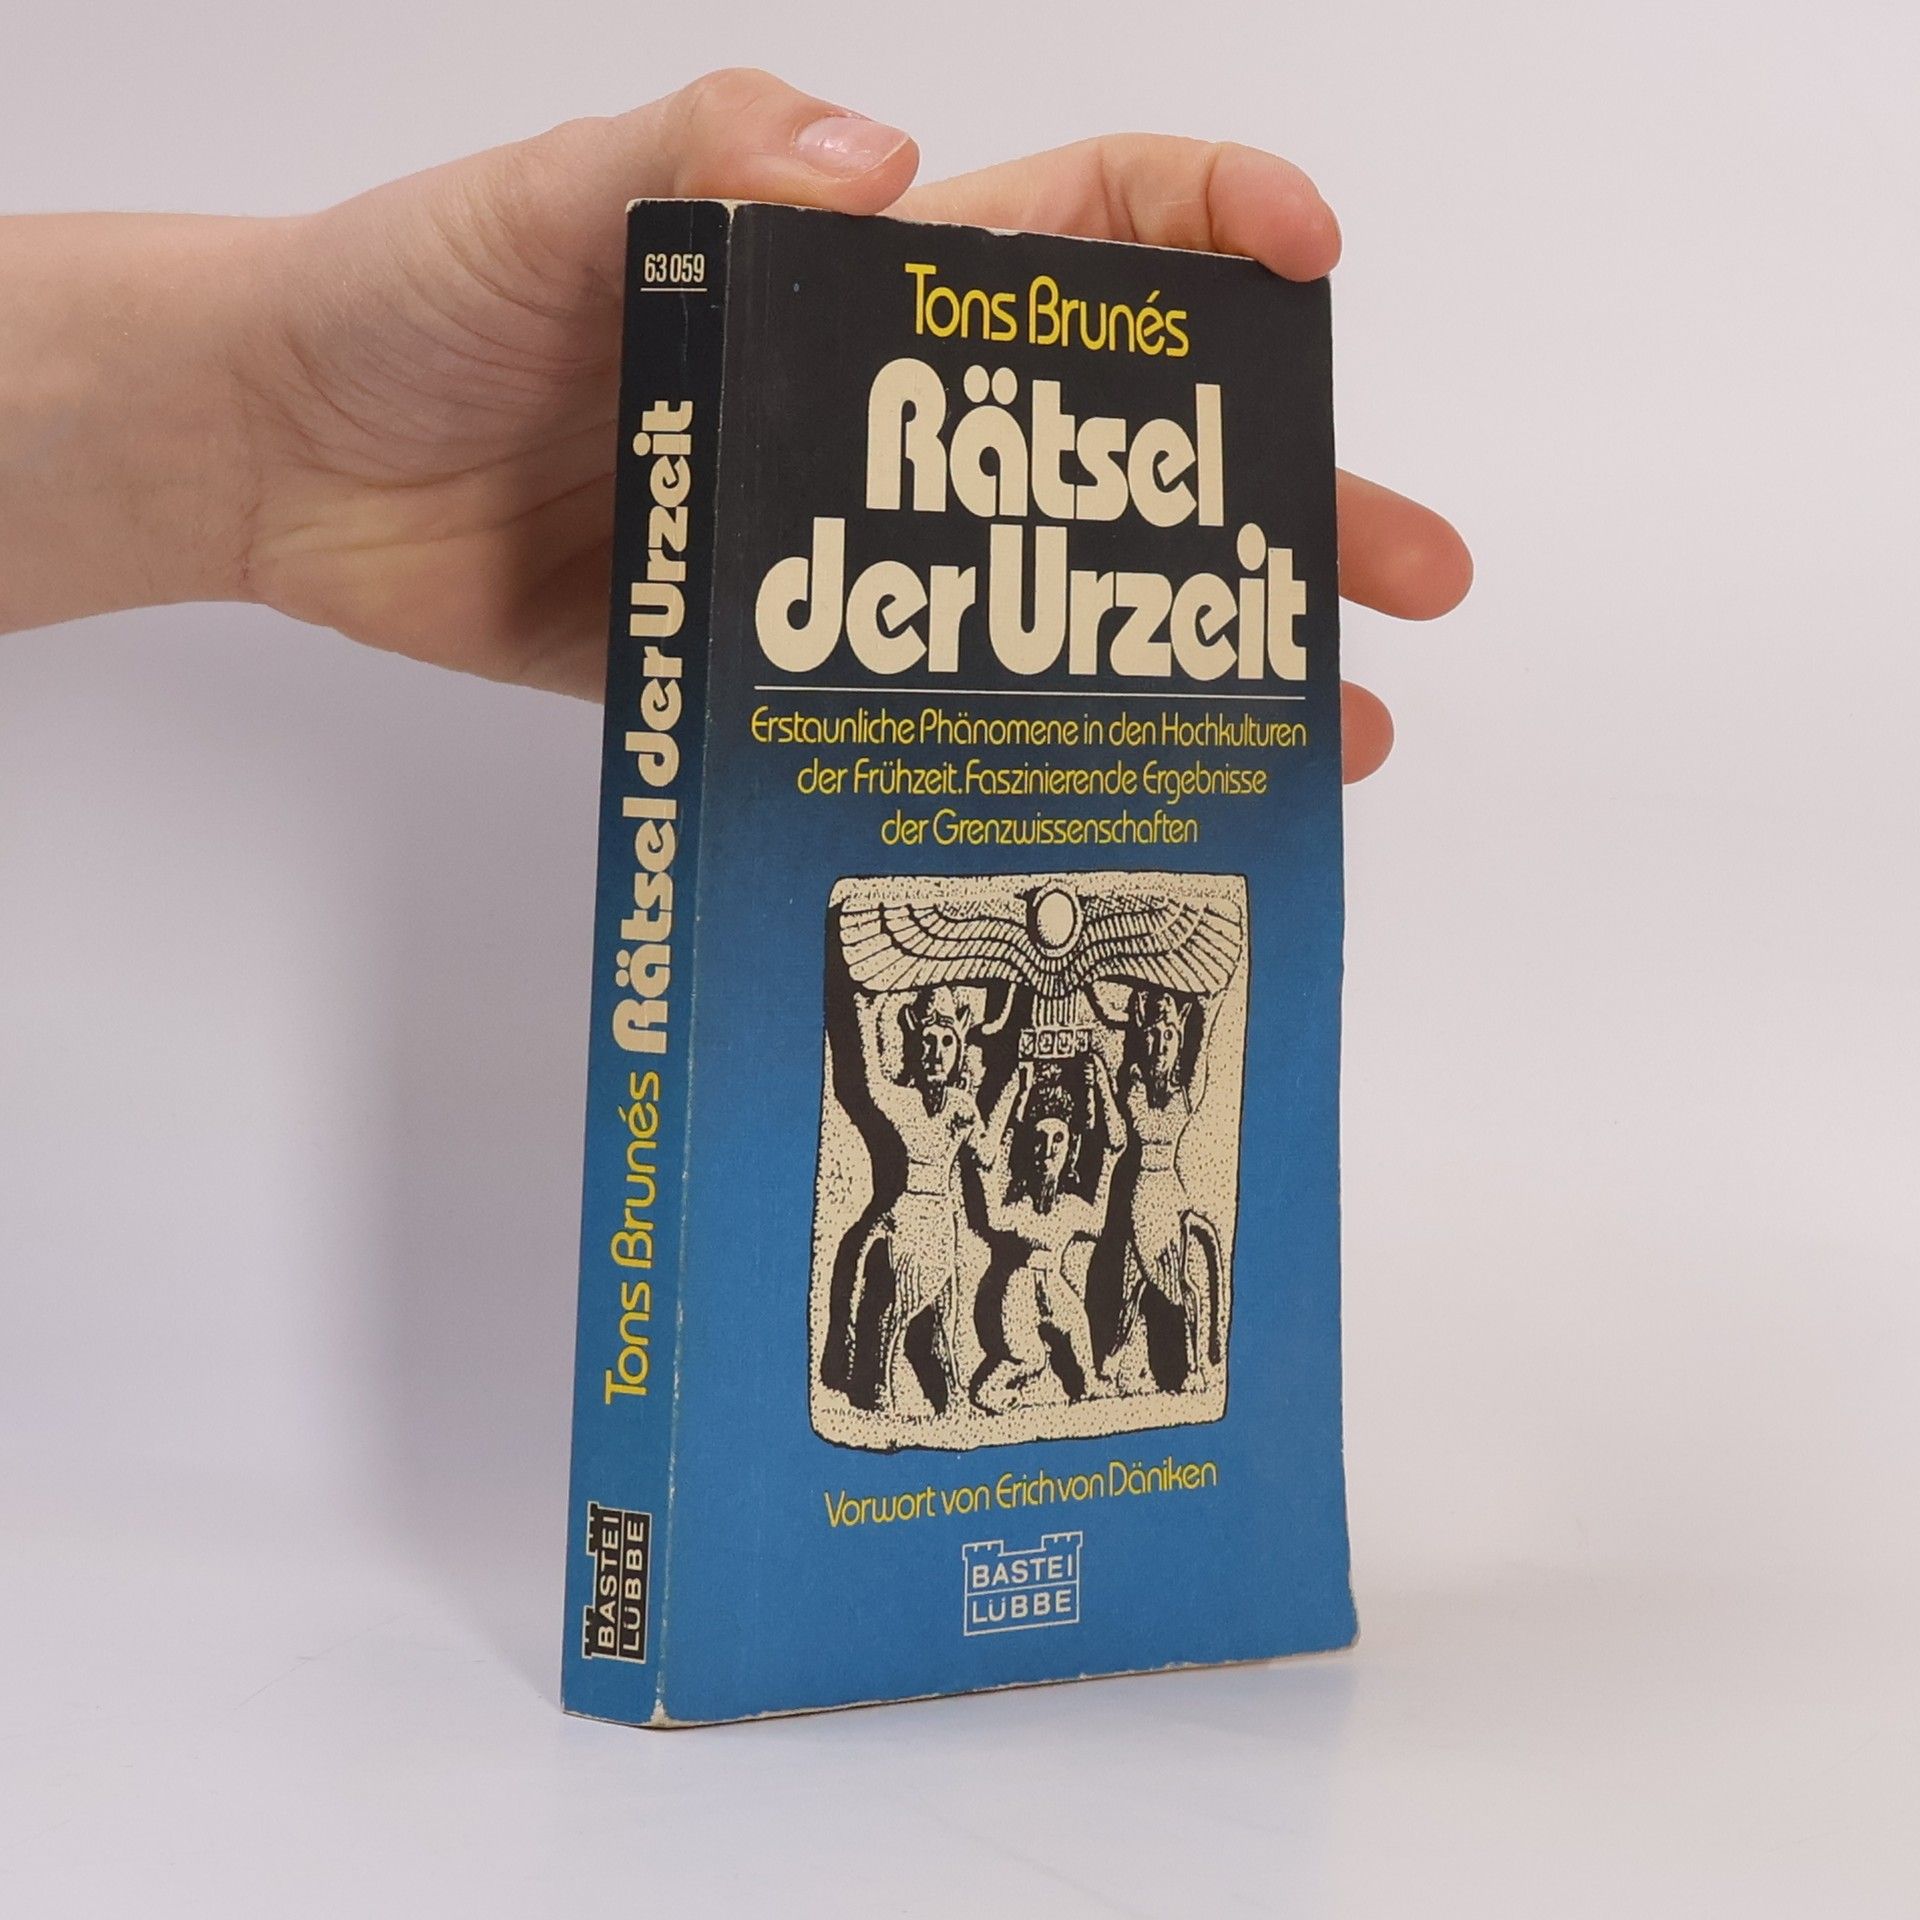 63 059
Tons Brunés Rätsel der Urzeit
BASTEI
LÜBBE
Tons Brunés
Rätsel
der Urzeit
Erstaunliche Phänomene in den Hochkulturen
der Frühzeit. Faszinierende Ergebnisse
der Grenzwissenschaften
Vorwort von Erich von Däniken
BASTEI
LÜBBE